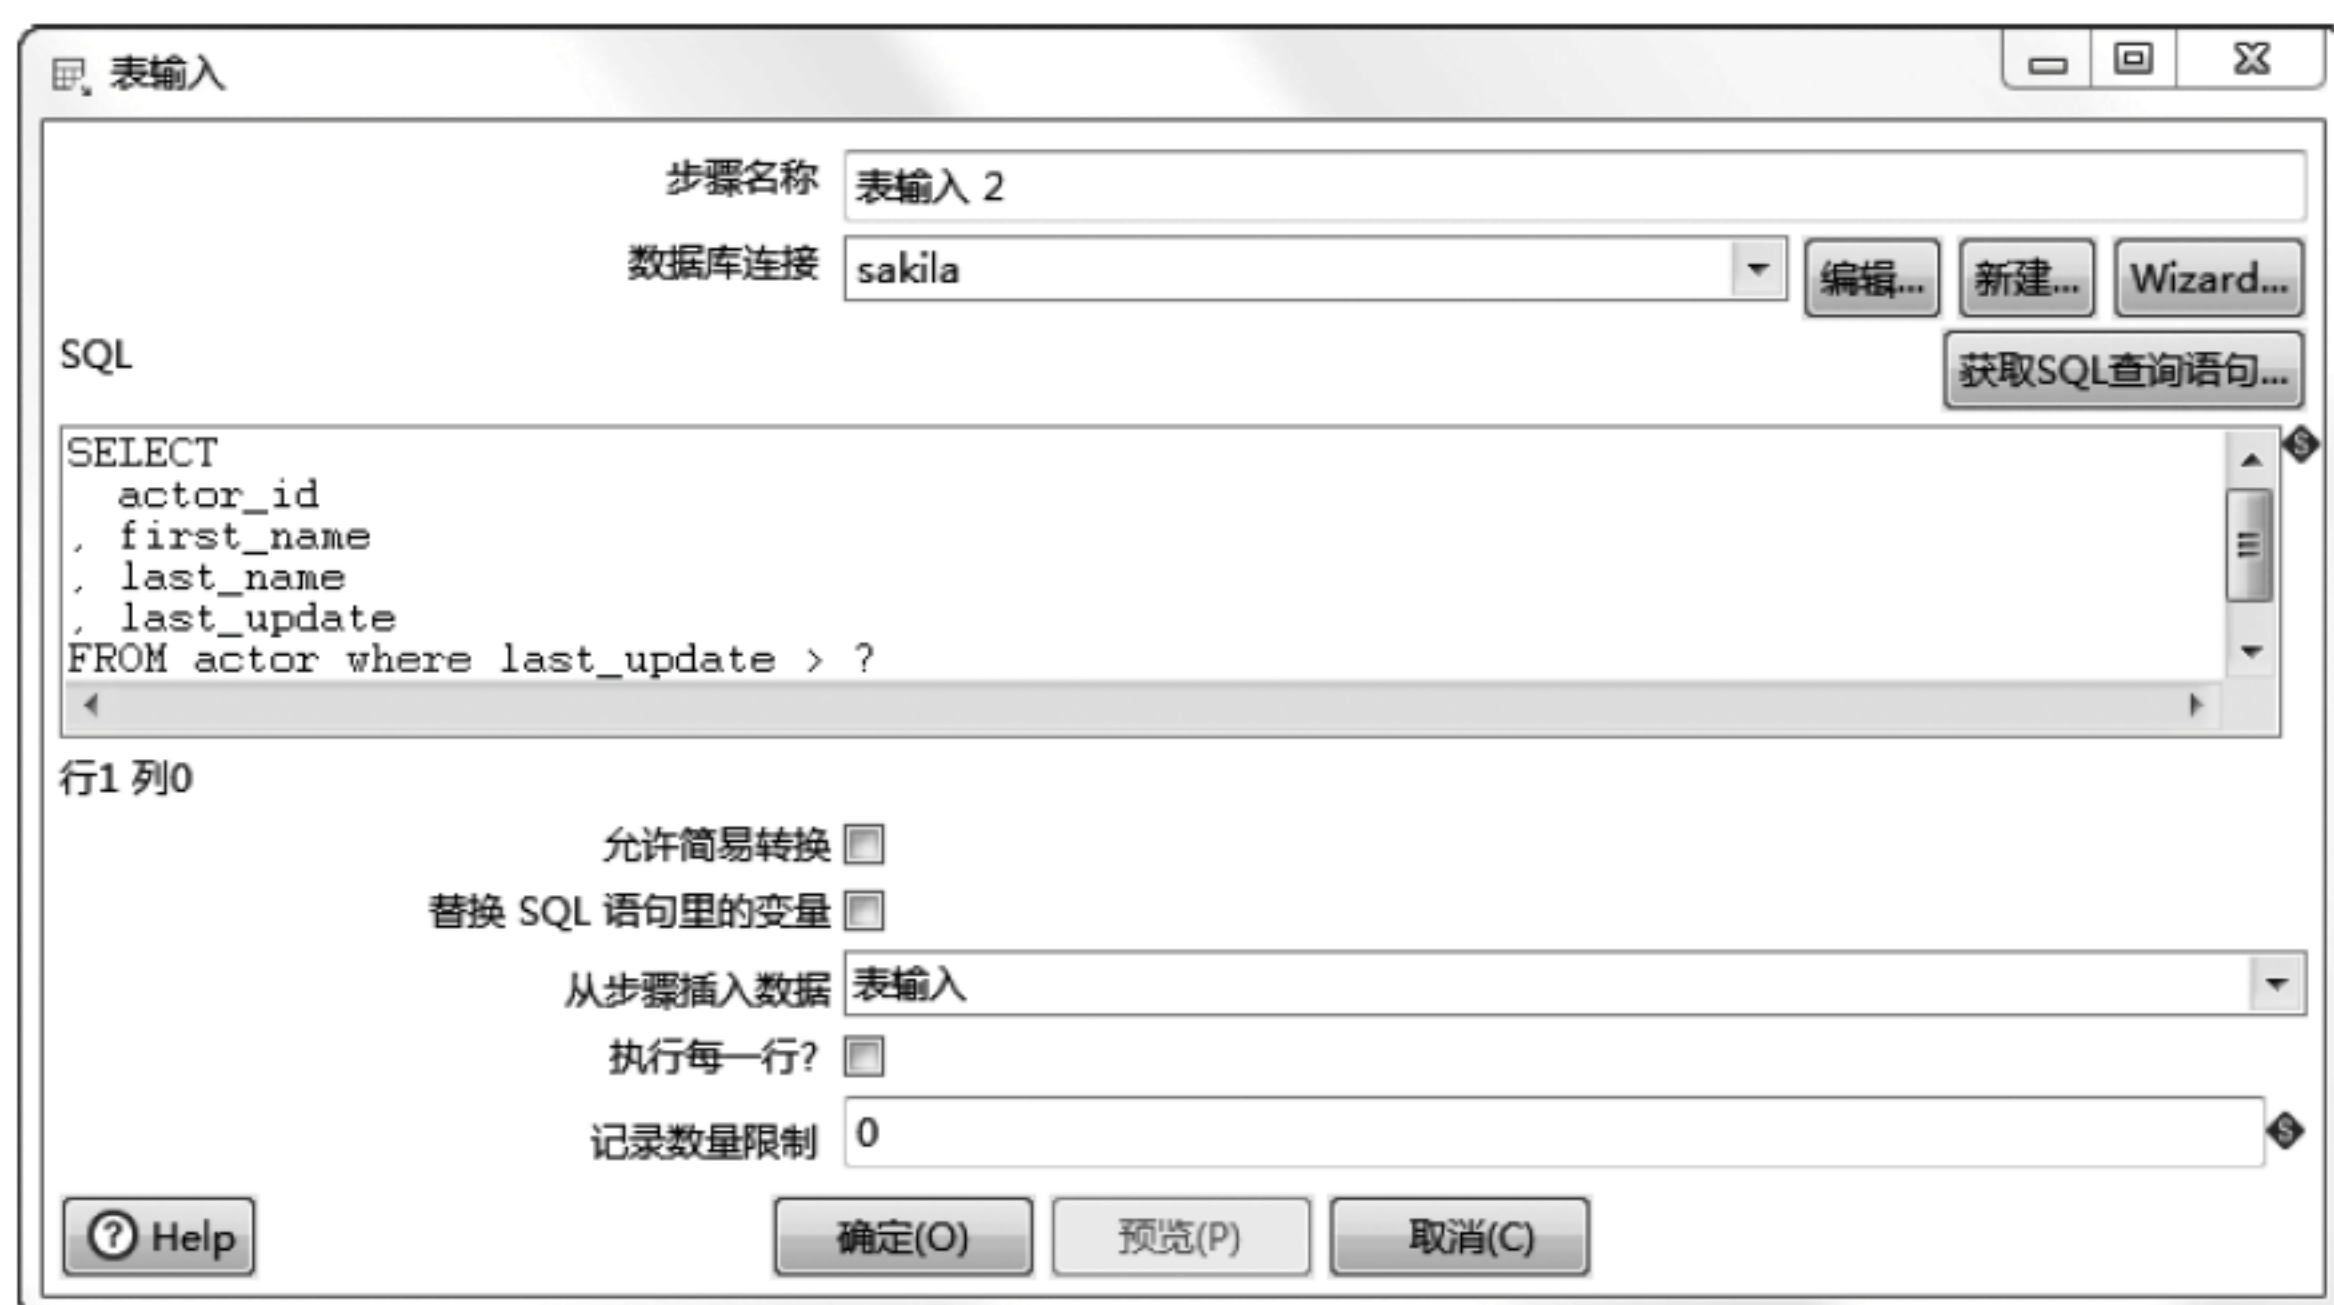 表输入
步骤名称 表输入 2
数据库连接 sakila 编辑... 新建... Wizard...
SQL 获取SQL查询语句...
SELECT
actor_id
, first_name
, last_name
, last_update
FROM actor where last_update > ?
行1 列0
允许简易转换
替换 SQL 语句里的变量
从步骤插入数据 表输入
执行每一行?
记录数量限制 0
Help 确定(O) 预览(P) 取消(C)